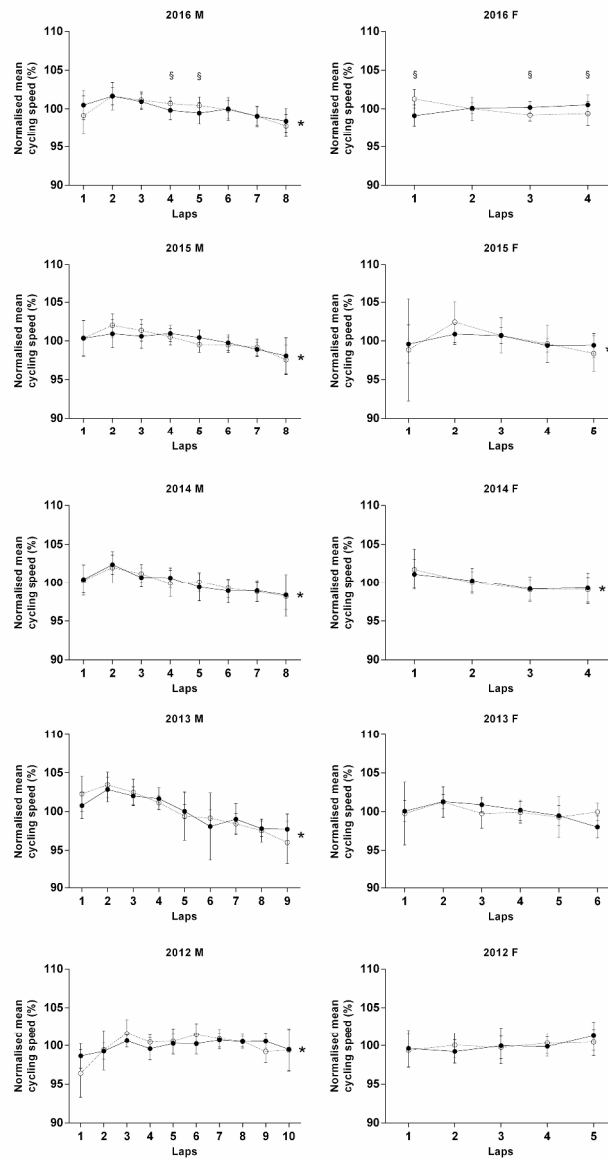 2016 M
Normalised mean
cycling speed (%)
110
105
100
95
90
§ §
*
1 2 3 4 5 6 7 8
Laps
2016 F
Normalised mean
cycling speed (%)
110
105
100
95
90
§ § §
1 2 3 4
Laps
2015 M
Normalised mean
cycling speed (%)
110
105
100
95
90
*
1 2 3 4 5 6 7 8
Laps
2015 F
Normalised mean
cycling speed (%)
110
105
100
95
90
*
1 2 3 4 5
Laps
2014 M
Normalised mean
cycling speed (%)
110
105
100
95
90
*
1 2 3 4 5 6 7 8
Laps
2014 F
Normalised mean
cycling speed (%)
110
105
100
95
90
*
1 2 3 4
Laps
2013 M
Normalised mean
cycling speed (%)
110
105
100
95
90
*
1 2 3 4 5 6 7 8 9
Laps
2013 F
Normalised mean
cycling speed (%)
110
105
100
95
90
1 2 3 4 5 6
Laps
2012 M
Normalisec mean
cycling speed (%)
110
105
100
95
90
*
1 2 3 4 5 6 7 8 9 10
Laps
2012 F
Normalised mean
cycling speed (%)
110
105
100
95
90
1 2 3 4 5
Laps